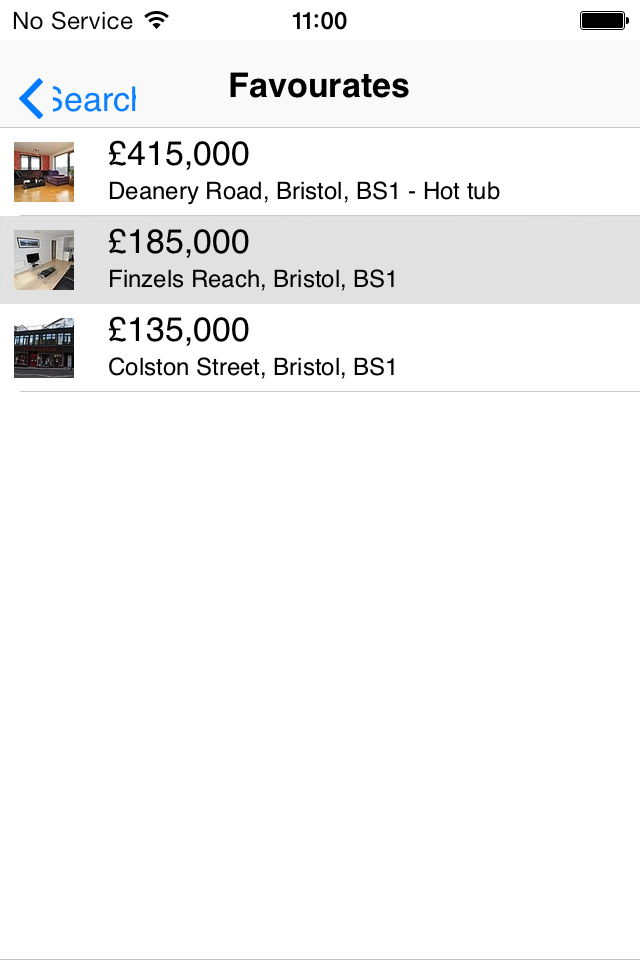 No Service 11:00
Search Favourates
£415,000
Deanery Road, Bristol, BS1 - Hot tub
£185,000
Finzels Reach, Bristol, BS1
£135,000
Colston Street, Bristol, BS1